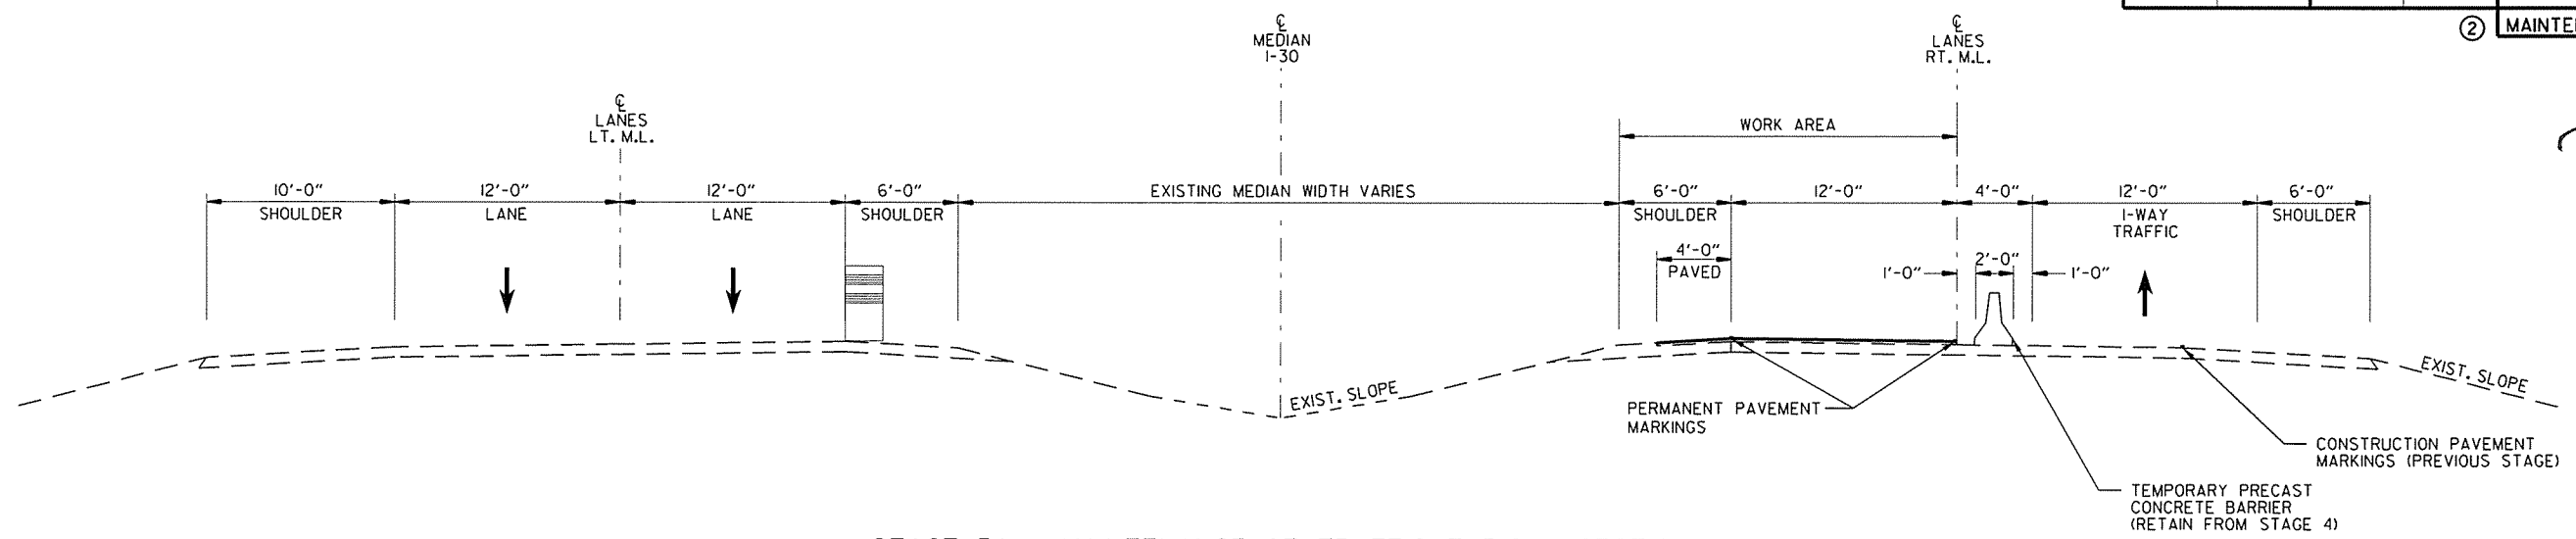 ② MAINTE
℄
MEDIAN
I-30
℄
LANES
RT. M.L.
℄
LANES
LT. M.L.
WORK AREA
10'-0"
SHOULDER
12'-0"
LANE
12'-0"
LANE
6'-0"
SHOULDER
EXISTING MEDIAN WIDTH VARIES
6'-0"
SHOULDER
12'-0"
4'-0"
12'-0"
1-WAY
TRAFFIC
6'-0"
SHOULDER
4'-0"
PAVED
1'-0"
2'-0"
1'-0"
EXIST. SLOPE
EXIST. SLOPE
PERMANENT PAVEMENT
MARKINGS
CONSTRUCTION PAVEMENT
MARKINGS (PREVIOUS STAGE)
TEMPORARY PRECAST
CONCRETE BARRIER
(RETAIN FROM STAGE 4)